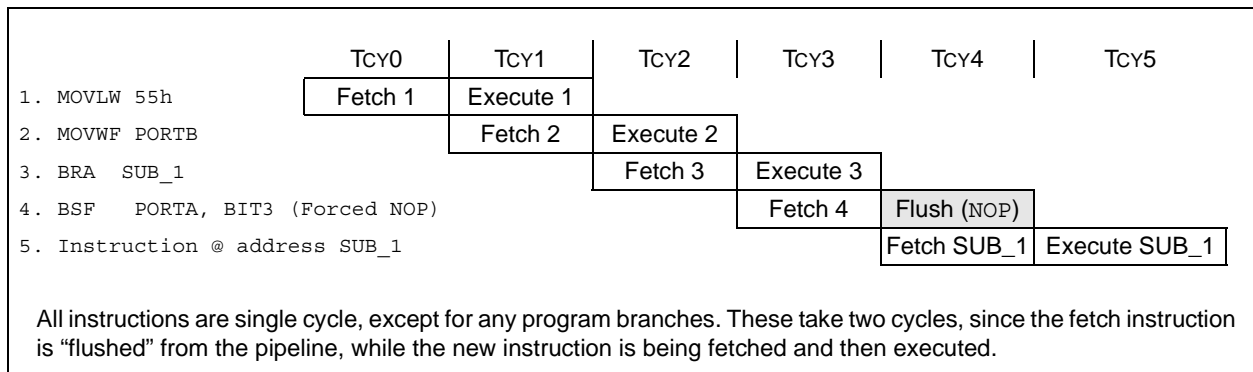 TCY0 TCY1 TCY2 TCY3 TCY4 TCY5
1. MOVLW 55h Fetch 1 Execute 1
2. MOVWF PORTB Fetch 2 Execute 2
3. BRA SUB_1 Fetch 3 Execute 3
4. BSF PORTA, BIT3 (Forced NOP) Fetch 4 Flush (NOP)
5. Instruction @ address SUB_1 Fetch SUB_1 Execute SUB_1
All instructions are single cycle, except for any program branches. These take two cycles, since the fetch instruction
is “flushed” from the pipeline, while the new instruction is being fetched and then executed.